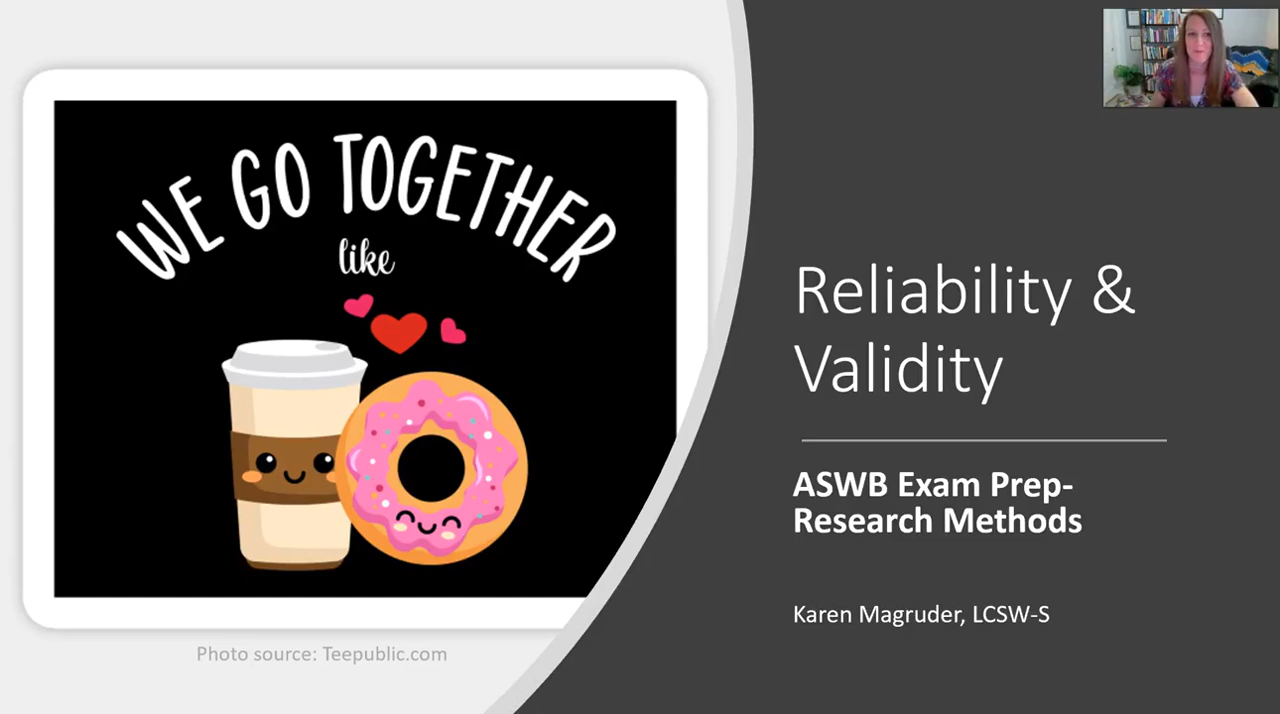 WE GO TOGETHER
like
Photo source: Teepublic.com
Reliability &
Validity
ASWB Exam Prep-
Research Methods
Karen Magruder, LCSW-S